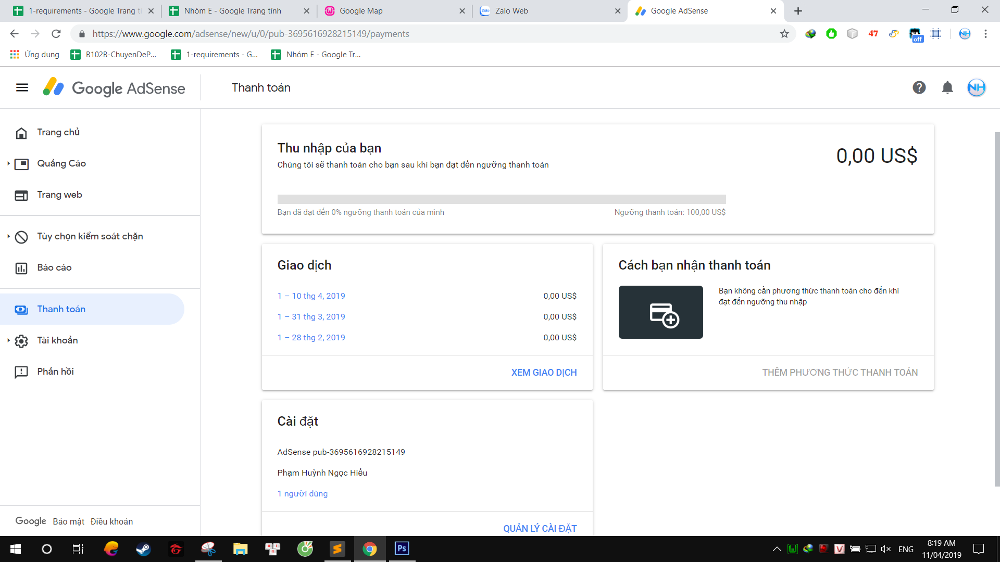 1-requirements - Google Trang tí
Nhóm E - Google Trang tính
Google Map
Zalo Web
Google AdSense
https://www.google.com/adsense/new/u/0/pub-3695616928215149/payments
47
off
NH
Ứng dụng
B102B-ChuyenDeP...
1-requirements - G...
Nhóm E - Google Tr...
Google AdSense
Thanh toán
NH
Trang chủ
Quảng Cáo
Trang web
Tùy chọn kiểm soát chặn
Báo cáo
Thanh toán
Tài khoản
Phản hồi
Google Bảo mật Điều khoản
Thu nhập của bạn
0,00 US$
Chúng tôi sẽ thanh toán cho bạn sau khi bạn đạt đến ngưỡng thanh toán
Bạn đã đạt đến 0% ngưỡng thanh toán của mình
Ngưỡng thanh toán: 100,00 US$
Giao dịch
1 – 10 thg 4, 2019 0,00 US$
1 – 31 thg 3, 2019 0,00 US$
1 – 28 thg 2, 2019 0,00 US$
XEM GIAO DỊCH
Cách bạn nhận thanh toán
Bạn không cần phương thức thanh toán cho đến khi
đạt đến ngưỡng thu nhập
THÊM PHƯƠNG THỨC THANH TOÁN
Cài đặt
AdSense pub-3695616928215149
Phạm Huỳnh Ngọc Hiếu
1 người dùng
QUẢN LÝ CÀI ĐẶT
Ps
ENG
8:19 AM
11/04/2019